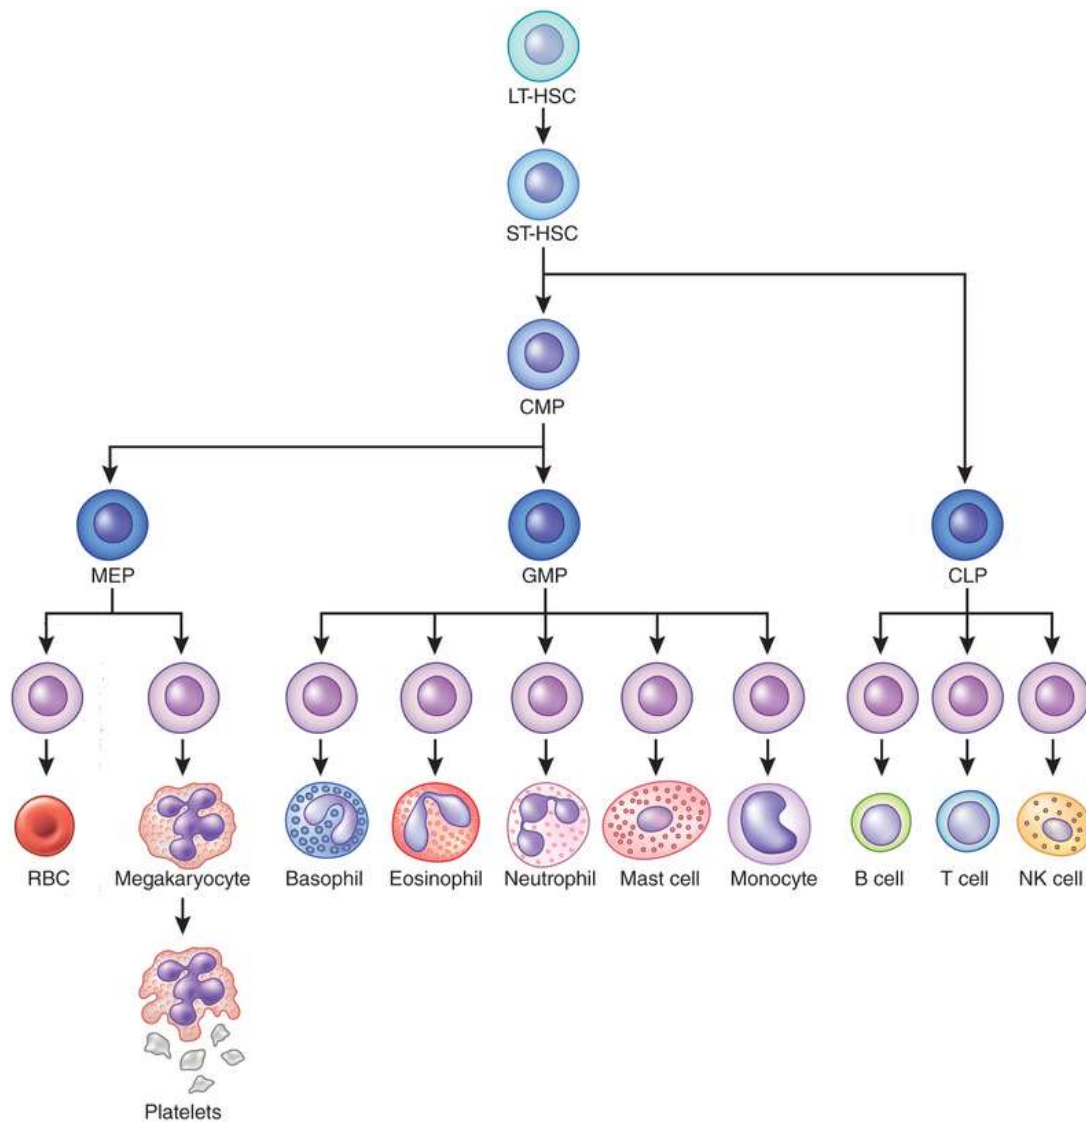 LT-HSC
ST-HSC
CMP
MEP
GMP
CLP
RBC
Megakaryocyte
Basophil
Eosinophil
Neutrophil
Mast cell
Monocyte
B cell
T cell
NK cell
Platelets